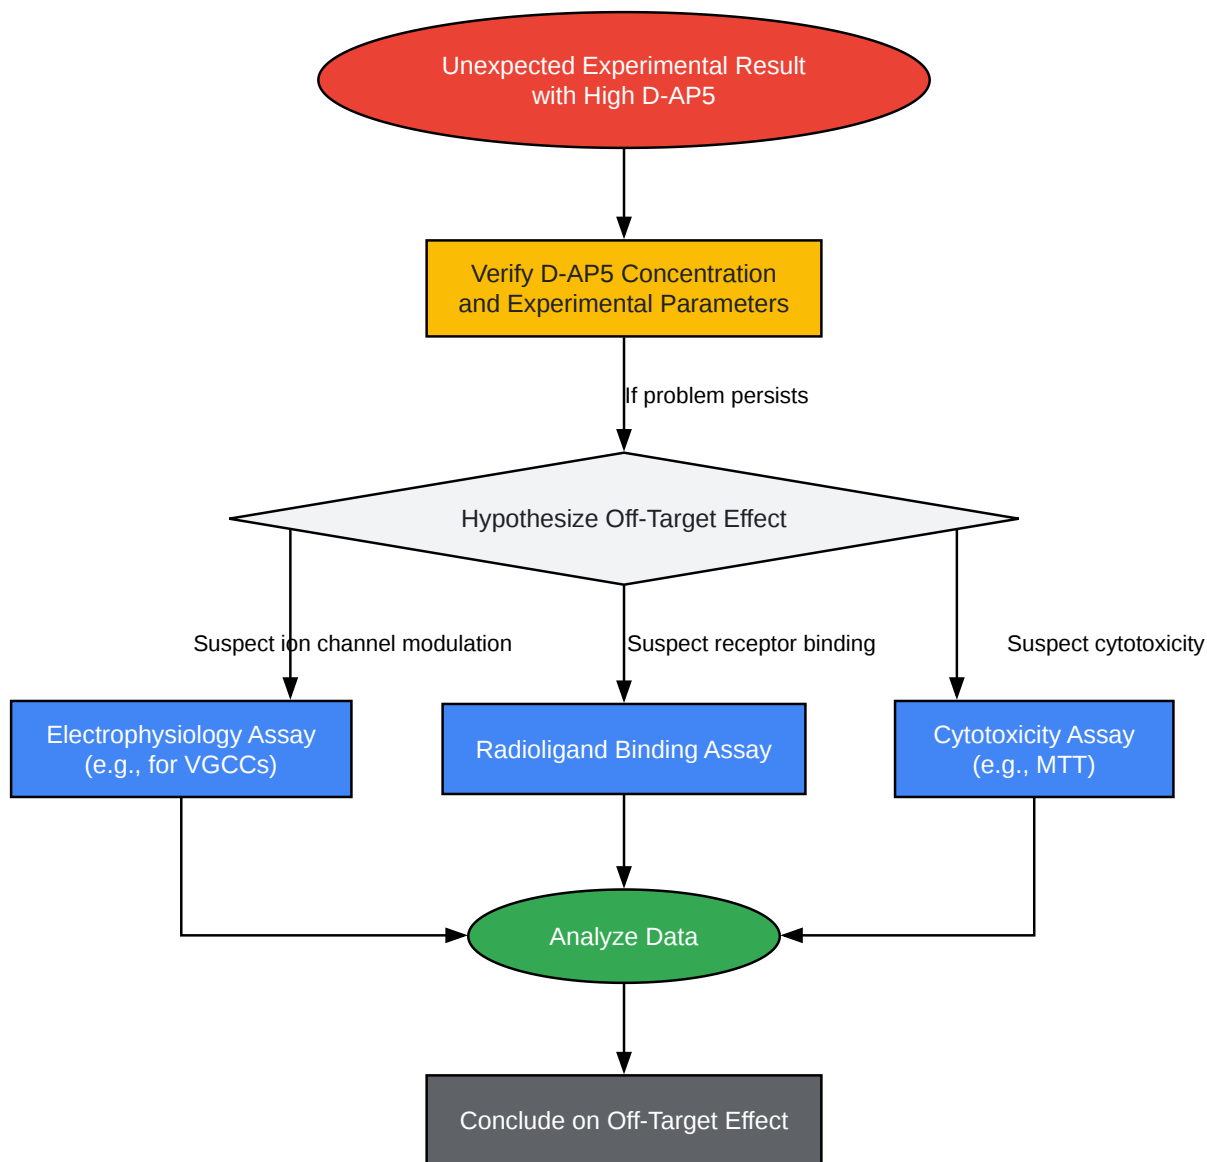 Unexpected Experimental Result
with High D-AP5
Verify D-AP5 Concentration
and Experimental Parameters
If problem persists
Hypothesize Off-Target Effect
Suspect ion channel modulation
Suspect receptor binding
Suspect cytotoxicity
Electrophysiology Assay
(e.g., for VGCCs)
Radioligand Binding Assay
Cytotoxicity Assay
(e.g., MTT)
Analyze Data
Conclude on Off-Target Effect